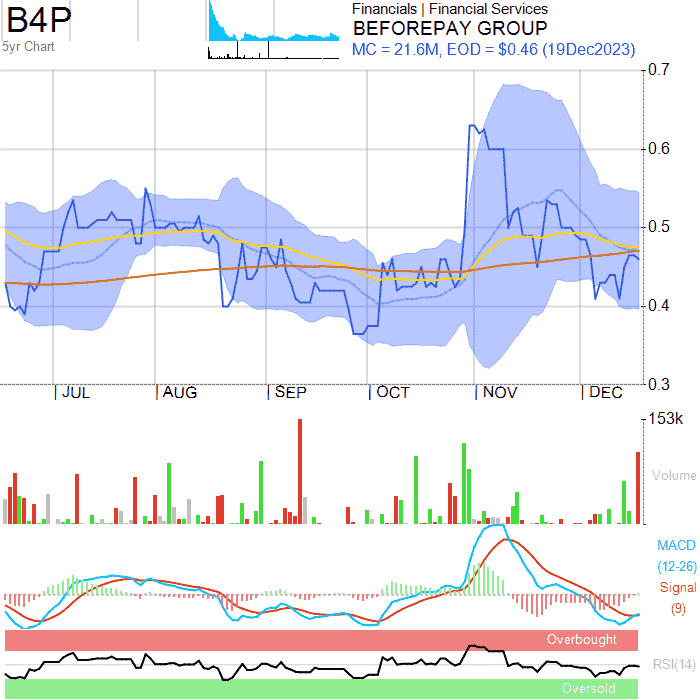 B4P
5yr Chart
Financials | Financial Services
BEFOREPAY GROUP
MC = 21.6M, EOD = $0.46 (19Dec2023)
0.7
0.6
0.5
0.4
0.3
JUL AUG SEP OCT NOV DEC
153k
Volume
MACD
(12-26)
Signal
(9)
Overbought
RSI(14)
Oversold